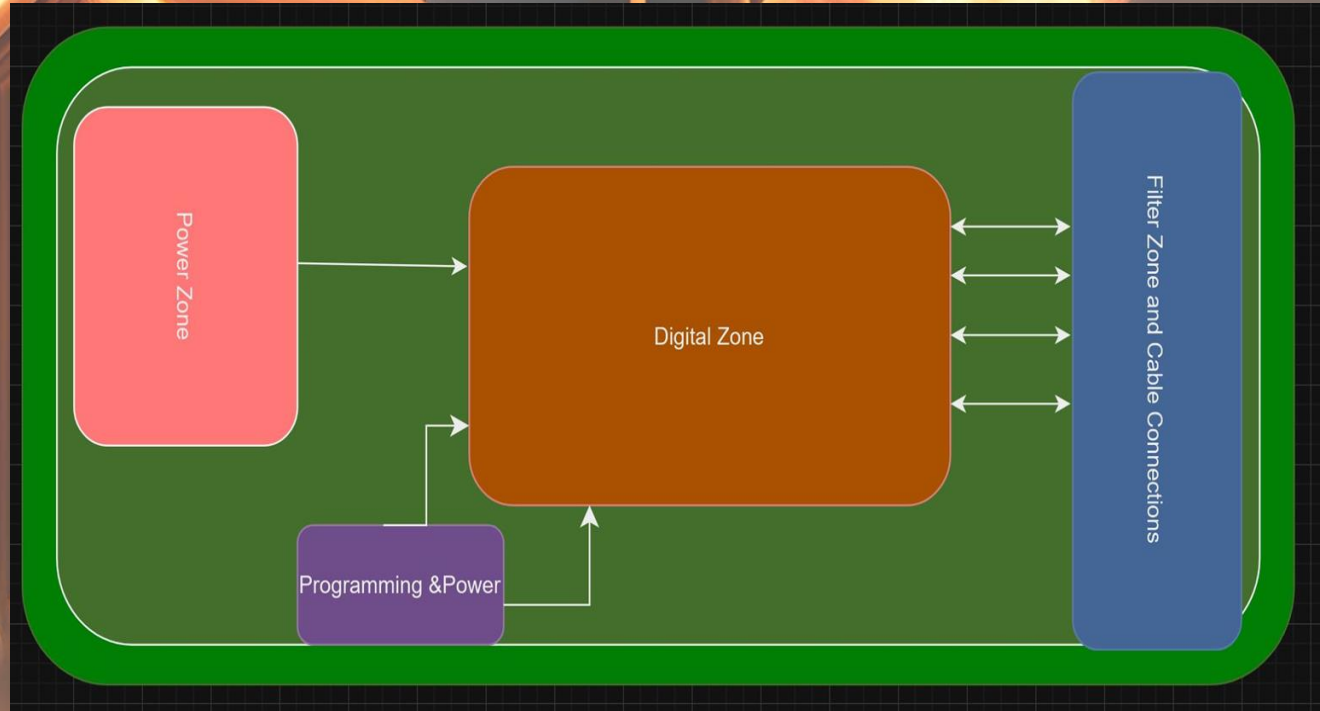 Power Zone
Digital Zone
Filter Zone and Cable Connections
Programming &Power